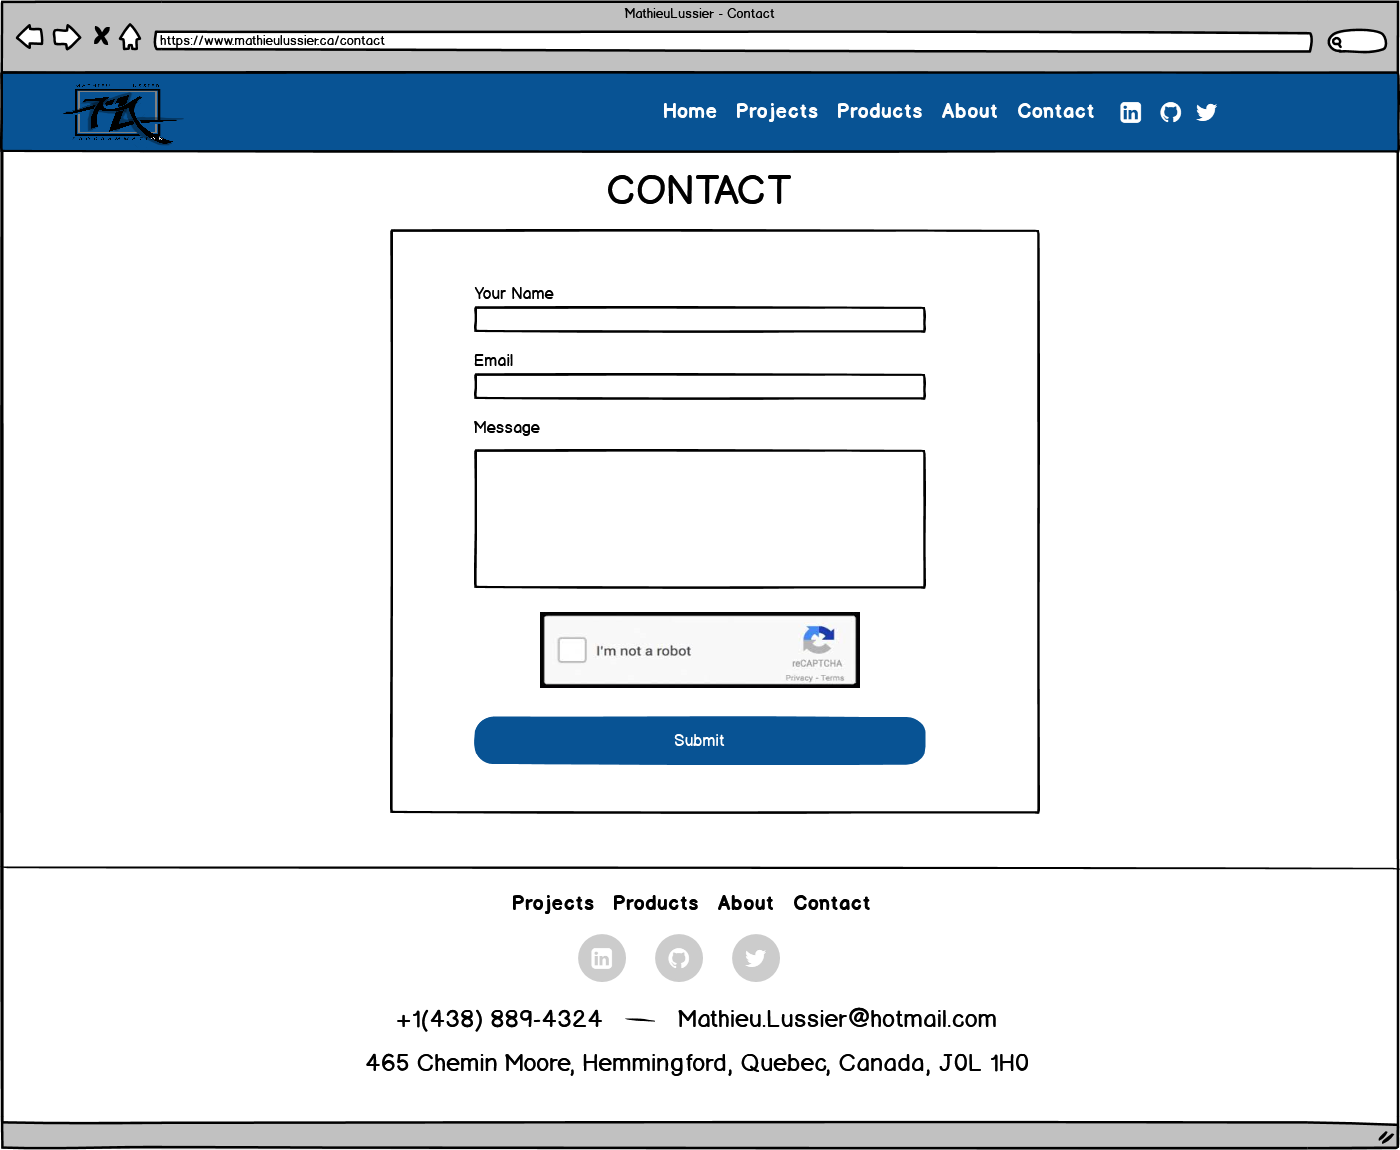 MathieuLussier - Contact
https://www.mathieulussier.ca/contact
Home Projects Products About Contact
CONTACT
Your Name
Email
Message
I'm not a robot
reCAPTCHA
Privacy - Terms
Submit
Projects Products About Contact
+1(438) 889-4324 — Mathieu.Lussier@hotmail.com
465 Chemin Moore, Hemmingford, Quebec, Canada, J0L 1H0